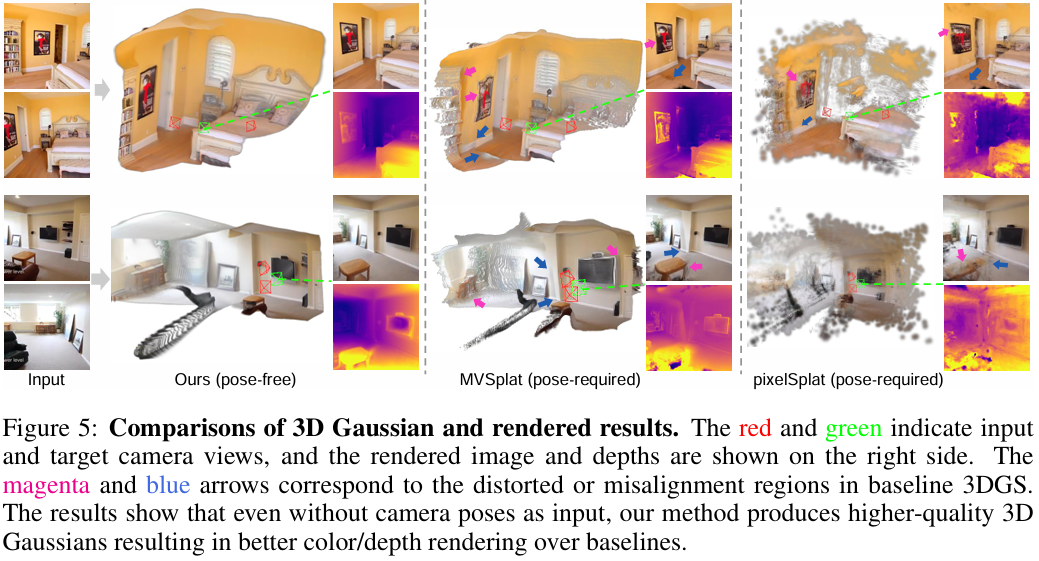 Input
Ours (pose-free)
MVSplat (pose-required)
pixelSplat (pose-required)
Figure 5: Comparisons of 3D Gaussian and rendered results. The red and green indicate input
and target camera views, and the rendered image and depths are shown on the right side. The
magenta and blue arrows correspond to the distorted or misalignment regions in baseline 3DGS.
The results show that even without camera poses as input, our method produces higher-quality 3D
Gaussians resulting in better color/depth rendering over baselines.